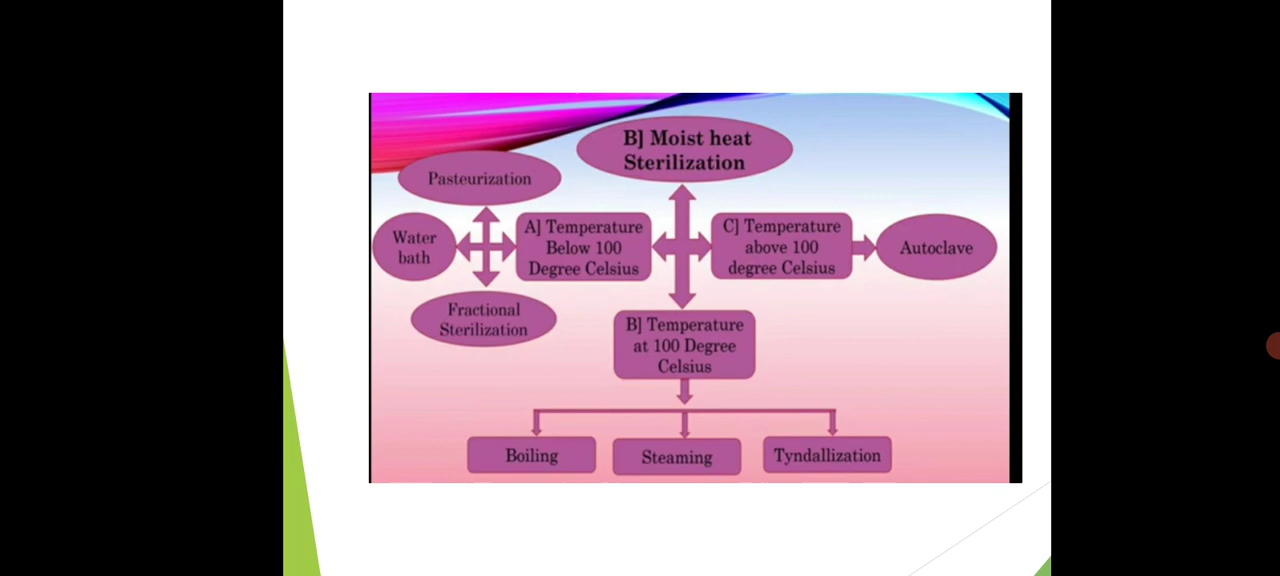 B] Moist heat
Sterilization
Pasteurization
Water
bath
A] Temperature
Below 100
Degree Celsius
C] Temperature
above 100
degree Celsius
Autoclave
Fractional
Sterilization
B] Temperature
at 100 Degree
Celsius
Boiling
Steaming
Tyndallization